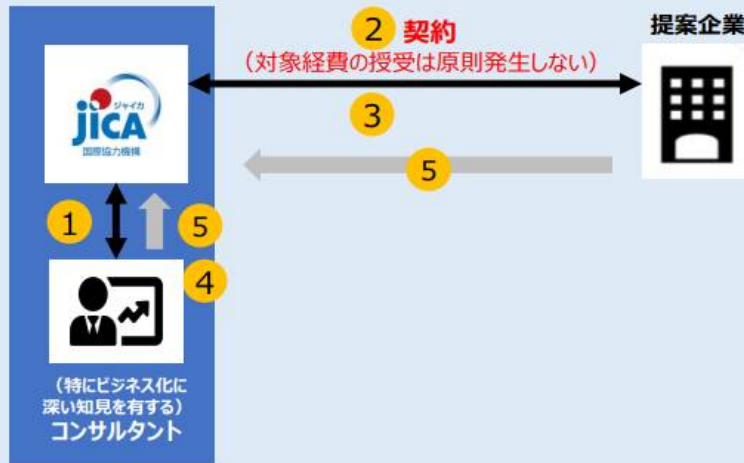 ② 契約
(対象経費の授受は原則発生しない)
提案企業
ジャイカ
jICA
国際協力機構
③
⑤
①
⑤
④
(特にビジネス化に
深い知見を有する)
コンサルタント